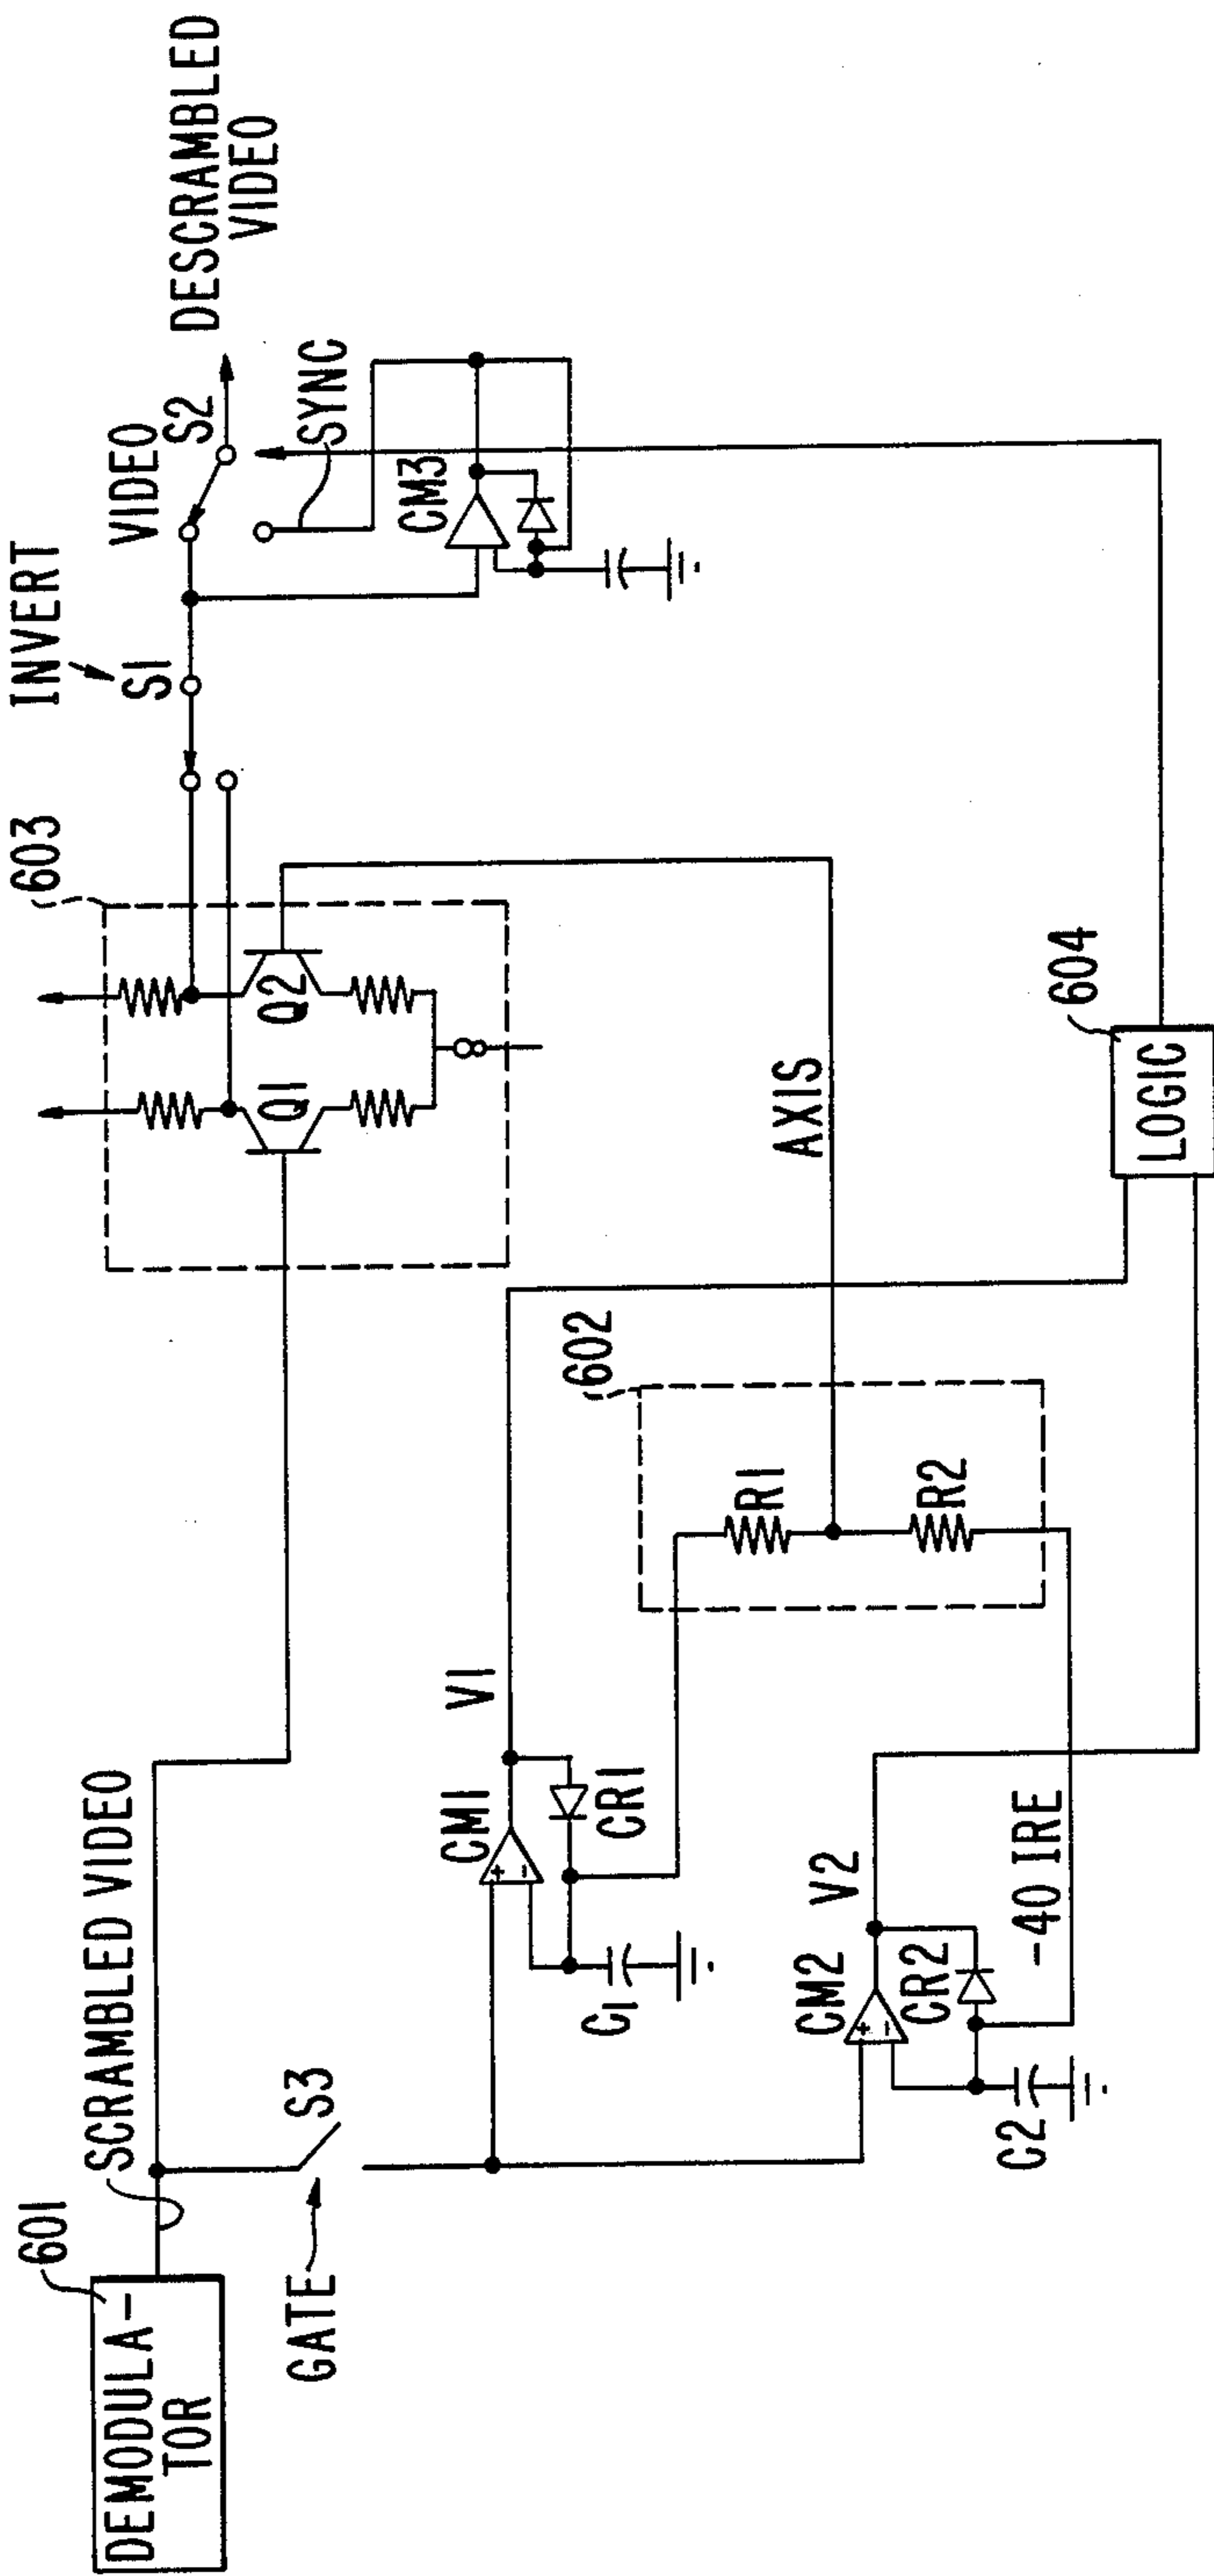 DEMODULA-
TOR
601
SCRAMBLED VIDEO
GATE
S3
CM1
V1
CR1
C1
CM2
V2
CR2
C2
-40 IRE
602
R1
R2
AXIS
603
Q1
Q2
INVERT
S1
VIDEO
S2
DESCRAMBLED
VIDEO
SYNC
CM3
604
LOGIC